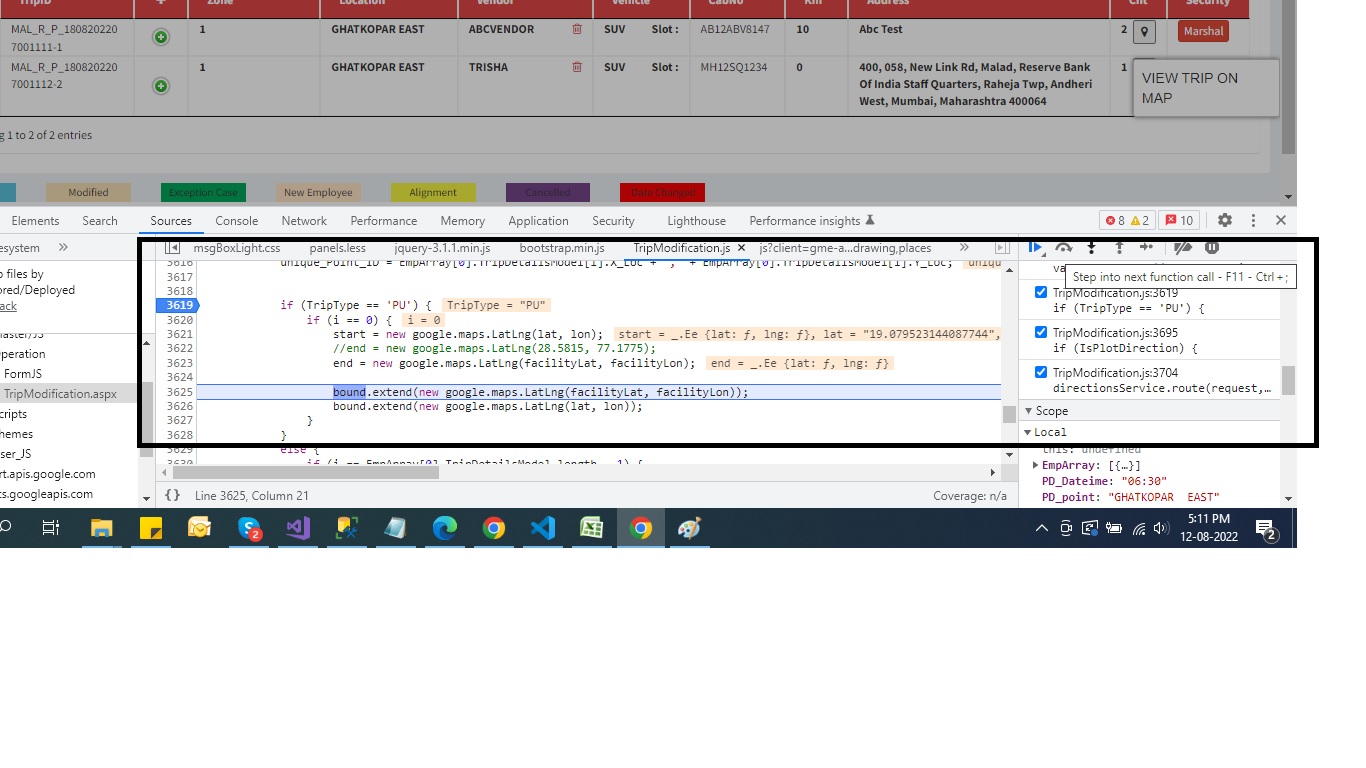 TripID + Zone Location Vendor Vehicle CabNo Km Address Cnt Security
MAL_R_P_180820220 1 GHATKOPAR EAST ABCVENDOR SUV Slot : AB12ABV8147 10 Abc Test 2 Marshal
7001111-1
MAL_R_P_180820220 1 GHATKOPAR EAST TRISHA SUV Slot : MH12SQ1234 0 400, 058, New Link Rd, Malad, Reserve Bank 1
7001112-2 Of India Staff Quarters, Raheja Twp, Andheri
West, Mumbai, Maharashtra 400064
VIEW TRIP ON
MAP
g 1 to 2 of 2 entries
Modified Exception Case New Employee Alignment Cancelled Data Changed
Elements Search Sources Console Network Performance Memory Application Security Lighthouse Performance insights 8 2 10
esystem » msgBoxLight.css panels.less jquery-3.1.1.min.js bootstrap.min.js TripModification.js × js?client=gme-a...drawing,places »
o files by
ored/Deployed
ack
aster/JS
Operation
FormJS
TripModification.aspx
cripts
hemes
ser_JS
rt.apis.google.com
ts.googleapis.com
3616 unique_Point_ID = EmpArray[0].TripDetailsModel[i].X_Loc + ", " + EmpArray[0].TripDetailsModel[i].Y_Loc; uniqu
3617
3618
3619 if (TripType == 'PU') { TripType = "PU"
3620 if (i == 0) { i = 0
3621 start = new google.maps.LatLng(lat, lon); start = _.Ee {lat: ƒ, lng: ƒ}, lat = "19.079523144087744",
3622 //end = new google.maps.LatLng(28.5815, 77.1775);
3623 end = new google.maps.LatLng(facilityLat, facilityLon); end = _.Ee {lat: ƒ, lng: ƒ}
3624
3625 bound.extend(new google.maps.LatLng(facilityLat, facilityLon));
3626 bound.extend(new google.maps.LatLng(lat, lon));
3627 }
3628 }
3629 else {
3630 if (i == EmpArray[0].TripDetailsModel.length - 1) {
{} Line 3625, Column 21 Coverage: n/a
va
Step into next function call - F11 - Ctrl + ;
TripModification.js:3619
if (TripType == 'PU') {
TripModification.js:3695
if (IsPlotDirection) {
TripModification.js:3704
directionsService.route(request,…
Scope
Local
this: undefined
EmpArray: [{…}]
PD_Dateime: "06:30"
PD_point: "GHATKOPAR EAST"
2
5:11 PM
12-08-2022
2